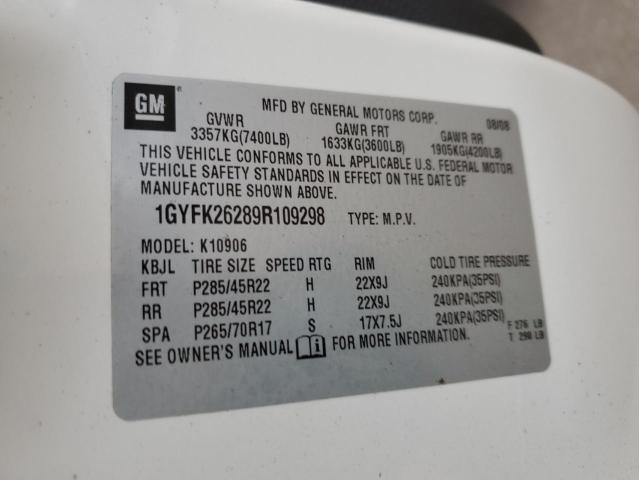 GM
MFD BY GENERAL MOTORS CORP. 08/08
GVWR GAWR FRT GAWR RR
3357KG(7400LB) 1633KG(3600LB) 1905KG(4200LB)
THIS VEHICLE CONFORMS TO ALL APPLICABLE U.S. FEDERAL MOTOR
VEHICLE SAFETY STANDARDS IN EFFECT ON THE DATE OF
MANUFACTURE SHOWN ABOVE.
1GYFK26289R109298 TYPE: M.P.V.
MODEL: K10906
KBJL TIRE SIZE SPEED RTG RIM COLD TIRE PRESSURE
FRT P285/45R22 H 22X9J 240KPA(35PSI)
RR P285/45R22 H 22X9J 240KPA(35PSI)
SPA P265/70R17 S 17X7.5J 240KPA(35PSI)
F 276 LB
SEE OWNER'S MANUAL i FOR MORE INFORMATION.
T 298 LB